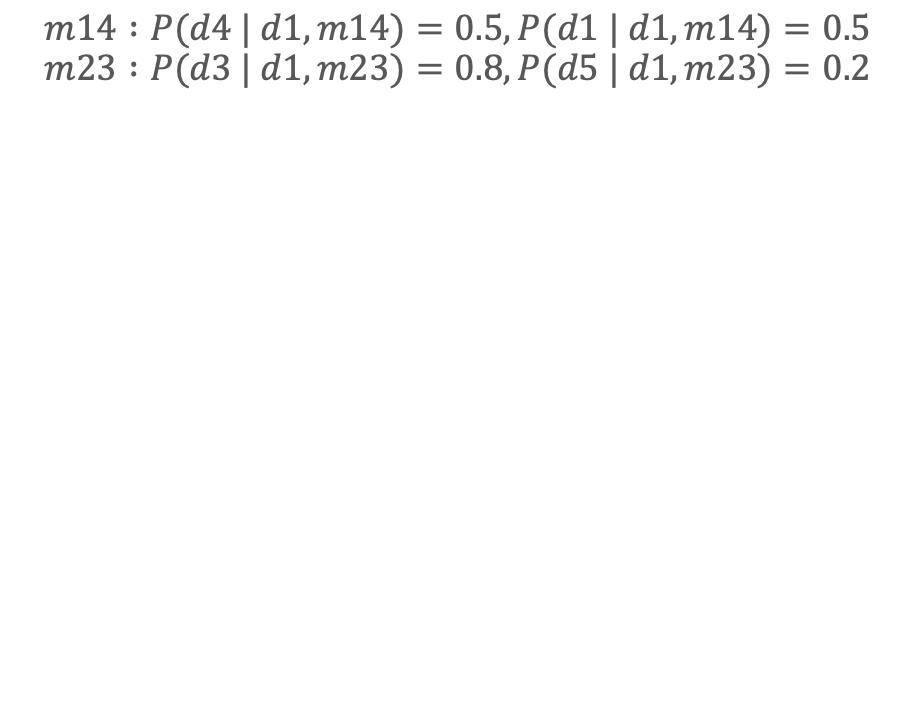 m14 : P(d4 | d1, m14) = 0.5, P(d1 | d1, m14) = 0.5
m23 : P(d3 | d1, m23) = 0.8, P(d5 | d1, m23) = 0.2